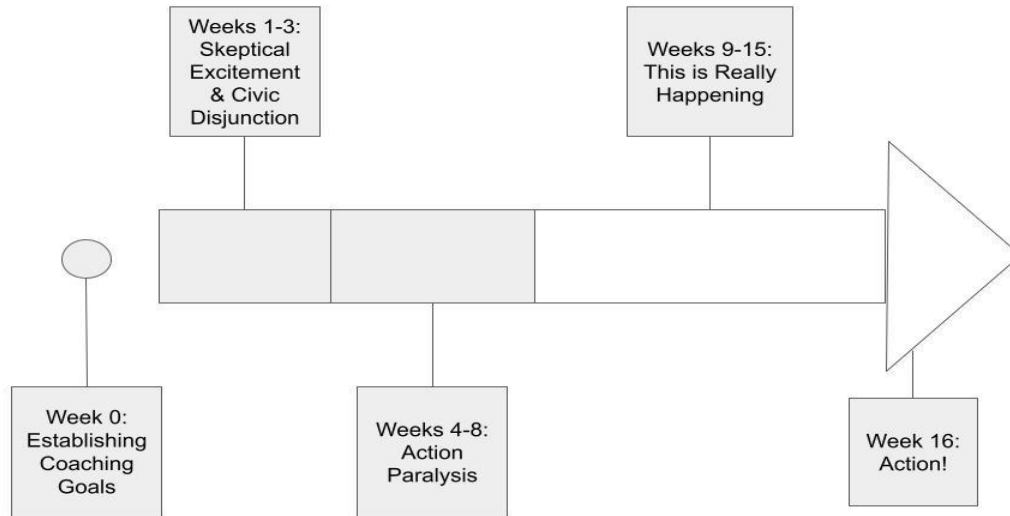 Week 0:
Establishing
Coaching
Goals
Weeks 1-3:
Skeptical
Excitement
& Civic
Disjunction
Weeks 4-8:
Action
Paralysis
Weeks 9-15:
This is Really
Happening
Week 16:
Action!